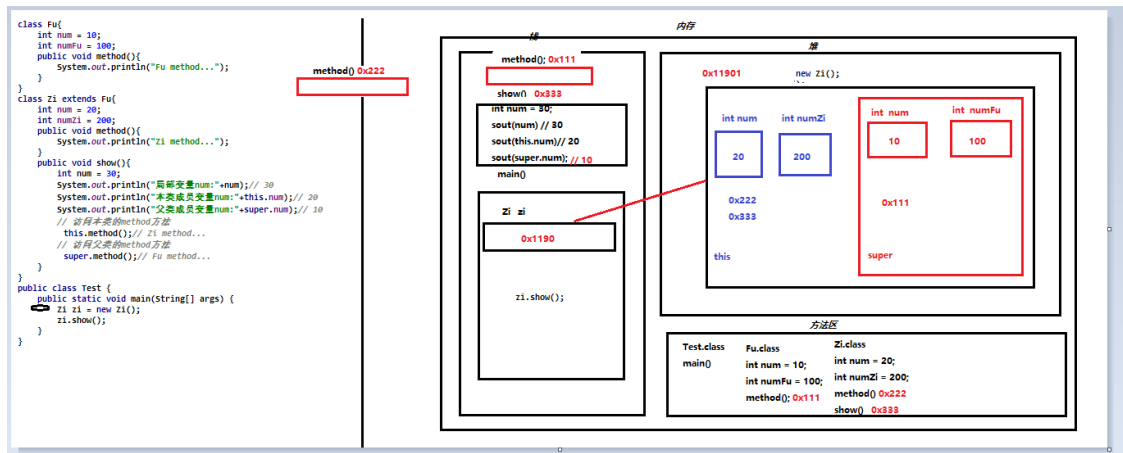 class Fu{
int num = 10;
int numFu = 100;
public void method(){
System.out.println("Fu method...");
}
}
class Zi extends Fu{
int num = 20;
int numZi = 200;
public void method(){
System.out.println("Zi method...");
}
public void show(){
int num = 30;
System.out.println("局部变量num:"+num);// 30
System.out.println("本类成员变量num:"+this.num);// 20
System.out.println("父类成员变量num:"+super.num);// 10
// 访问本类的method方法
this.method();// Zi method...
// 访问父类的method方法
super.method();// Fu method...
}
}
public class Test {
public static void main(String[] args) {
Zi zi = new Zi();
zi.show();
}
}
method() 0x222
内存
栈
method(); 0x111
show() 0x333
int num = 30;
sout(num) // 30
sout(this.num)// 20
sout(super.num); // 10
main()
Zi zi
0x1190
zi.show();
堆
0x11901
new Zi();
int num
int numZi
20
200
0x222
0x333
this
int num
int numFu
10
100
0x111
super
方法区
Test.class
main()
Fu.class
int num = 10;
int numFu = 100;
method(); 0x111
Zi.class
int num = 20;
int numZi = 200;
method() 0x222
show() 0x333